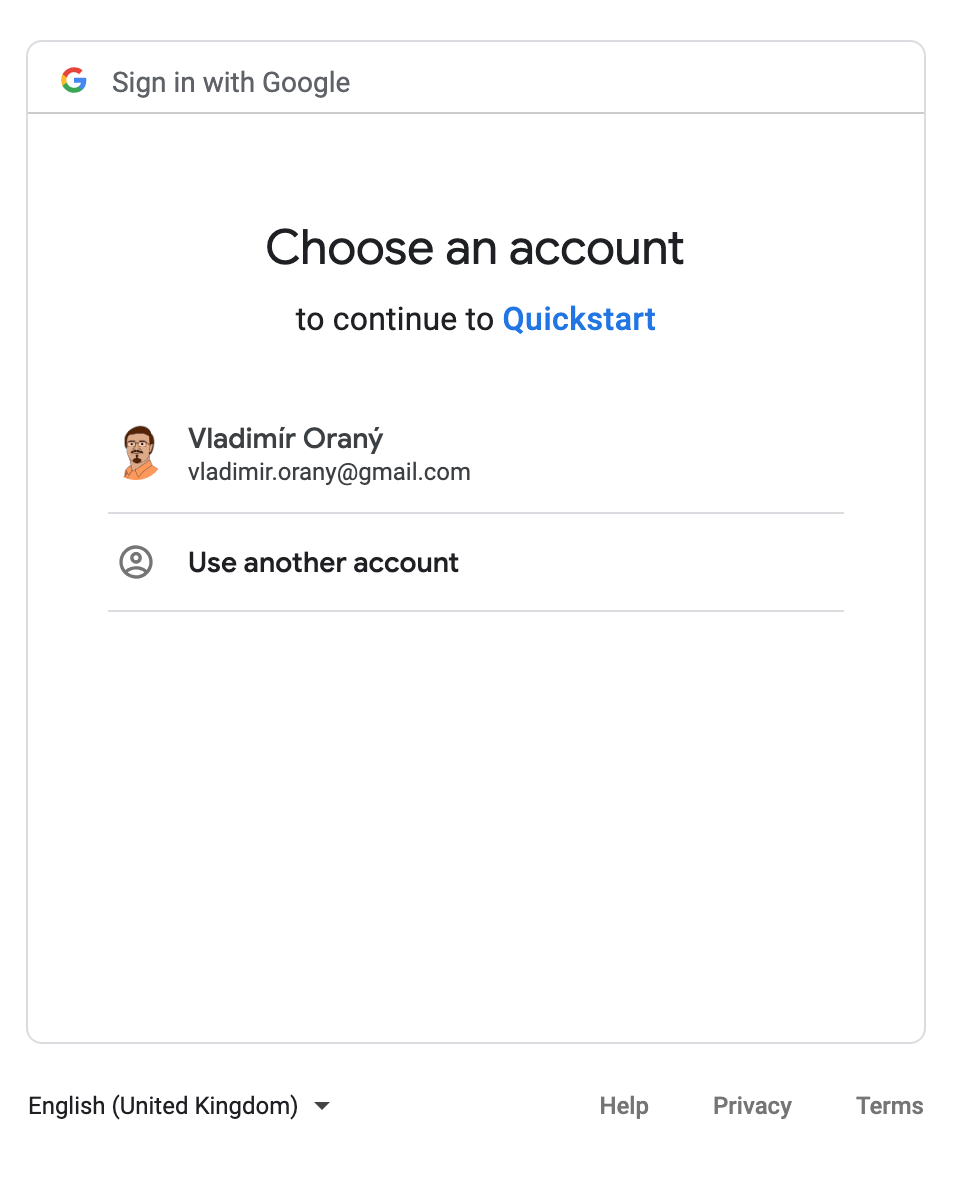 Sign in with Google
Choose an account
to continue to Quickstart
Vladimír Oraný
vladimir.orany@gmail.com
Use another account
English (United Kingdom)
Help Privacy Terms